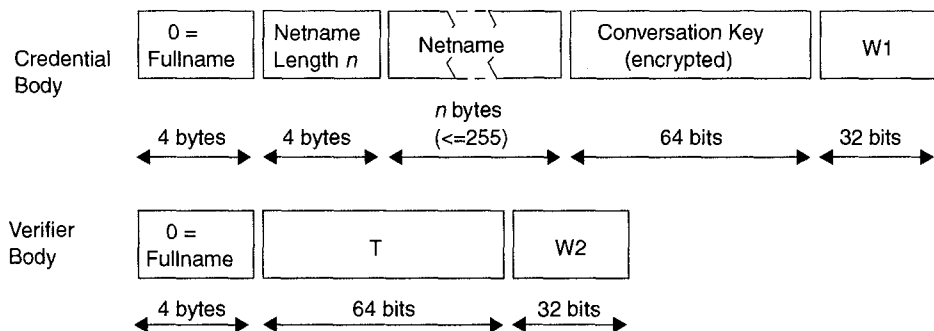 Credential
Body
0 =
Fullname
Netname
Length n
Netname
Conversation Key
(encrypted)
W1
4 bytes
4 bytes
n bytes
(<=255)
64 bits
32 bits
Verifier
Body
0 =
Fullname
T
W2
4 bytes
64 bits
32 bits